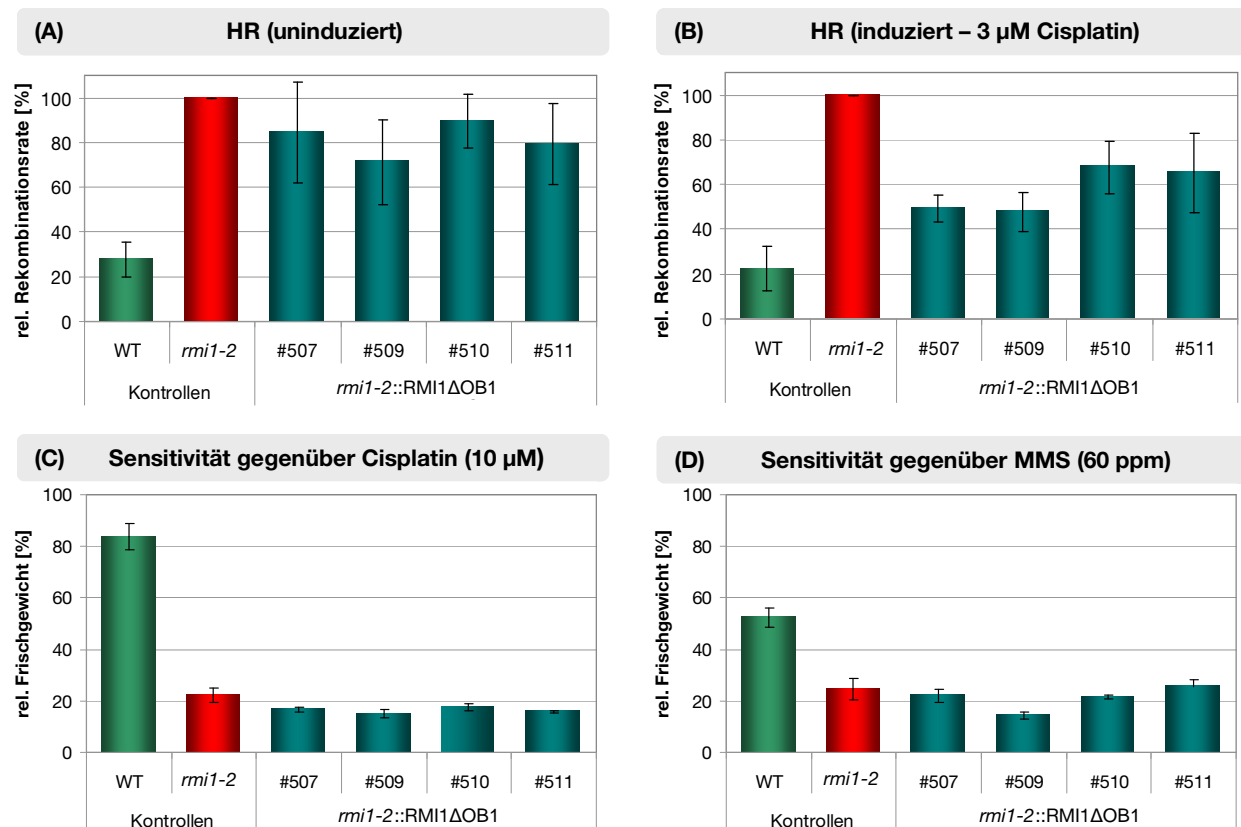 (A) HR (uninduziert)
rel. Rekombinationsrate [%]
100
80
60
40
20
0
WT rmi1-2 #507 #509 #510 #511
Kontrollen rmi1-2::RMI1ΔOB1
(B) HR (induziert – 3 µM Cisplatin)
rel. Rekombinationsrate [%]
100
80
60
40
20
0
WT rmi1-2 #507 #509 #510 #511
Kontrollen rmi1-2::RMI1ΔOB1
(C) Sensitivität gegenüber Cisplatin (10 µM)
rel. Frischgewicht [%]
100
80
60
40
20
0
WT rmi1-2 #507 #509 #510 #511
Kontrollen rmi1-2::RMI1ΔOB1
(D) Sensitivität gegenüber MMS (60 ppm)
rel. Frischgewicht [%]
100
80
60
40
20
0
WT rmi1-2 #507 #509 #510 #511
Kontrollen rmi1-2::RMI1ΔOB1